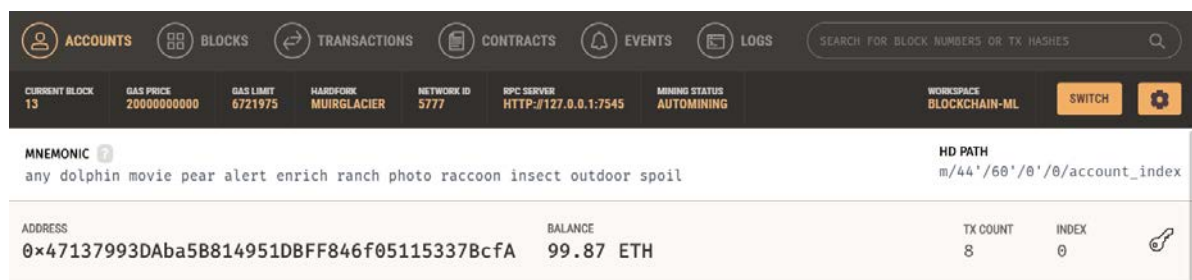 ACCOUNTS BLOCKS TRANSACTIONS CONTRACTS EVENTS LOGS SEARCH FOR BLOCK NUMBERS OR TX HASHES
CURRENT BLOCK GAS PRICE GAS LIMIT HARDFORK NETWORK ID RPC SERVER MINING STATUS WORKSPACE
13 20000000000 6721975 MUIRGLACIER 5777 HTTP://127.0.0.1:7545 AUTOMINING BLOCKCHAIN-ML SWITCH
MNEMONIC ? HD PATH
any dolphin movie pear alert enrich ranch photo raccoon insect outdoor spoil m/44'/60'/0'/0/account_index
ADDRESS BALANCE TX COUNT INDEX
0×47137993DAba5B814951DBFF846f05115337BcfA 99.87 ETH 8 0